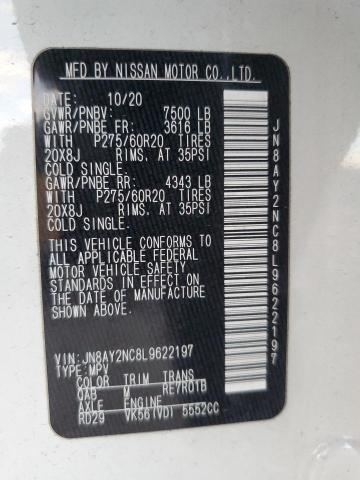 MFD BY NISSAN MOTOR CO.,LTD.
DATE 10/20
GVWR/PNBV: 7500 LB
GAWR/PNBE FR: 3616 LB
WITH P275/60R20 TIRES
20X8J RIMS. AT 35PSI
COLD SINGLE.
GAWR/PNBE RR: 4343 LB
WITH P275/60R20 TIRES
20X8J RIMS. AT 35PSI
COLD SINGLE.
THIS VEHICLE CONFORMS TO
ALL APPLICABLE FEDERAL
MOTOR VEHICLE SAFETY
STANDARDS IN EFFECT ON
THE DATE OF MANUFACTURE
SHOWN ABOVE.
VIN:JN8AY2NC8L9622197
TYPE:MPV
COLOR TRIM TRANS
QAB M RE7R01B
AXLE ENGINE
RD29 VK56(VD) 5552CC
JN8AY2NC8L9622197